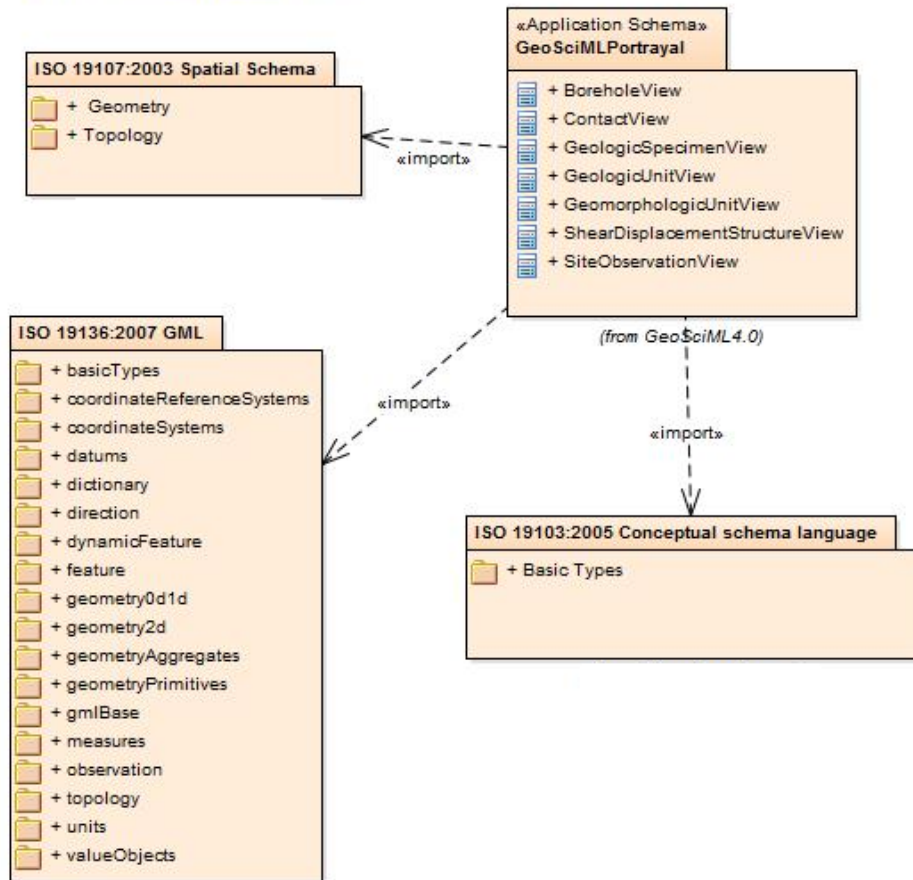 «Application Schema»
GeoSciMLPortrayal
+ BoreholeView
+ ContactView
+ GeologicSpecimenView
+ GeologicUnitView
+ GeomorphologicUnitView
+ ShearDisplacementStructureView
+ SiteObservationView
(from GeoSciML4.0)
ISO 19107:2003 Spatial Schema
+ Geometry
+ Topology
«import»
«import»
«import»
ISO 19136:2007 GML
+ basicTypes
+ coordinateReferenceSystems
+ coordinateSystems
+ datums
+ dictionary
+ direction
+ dynamicFeature
+ feature
+ geometry0d1d
+ geometry2d
+ geometryAggregates
+ geometryPrimitives
+ gmlBase
+ measures
+ observation
+ topology
+ units
+ valueObjects
ISO 19103:2005 Conceptual schema language
+ Basic Types